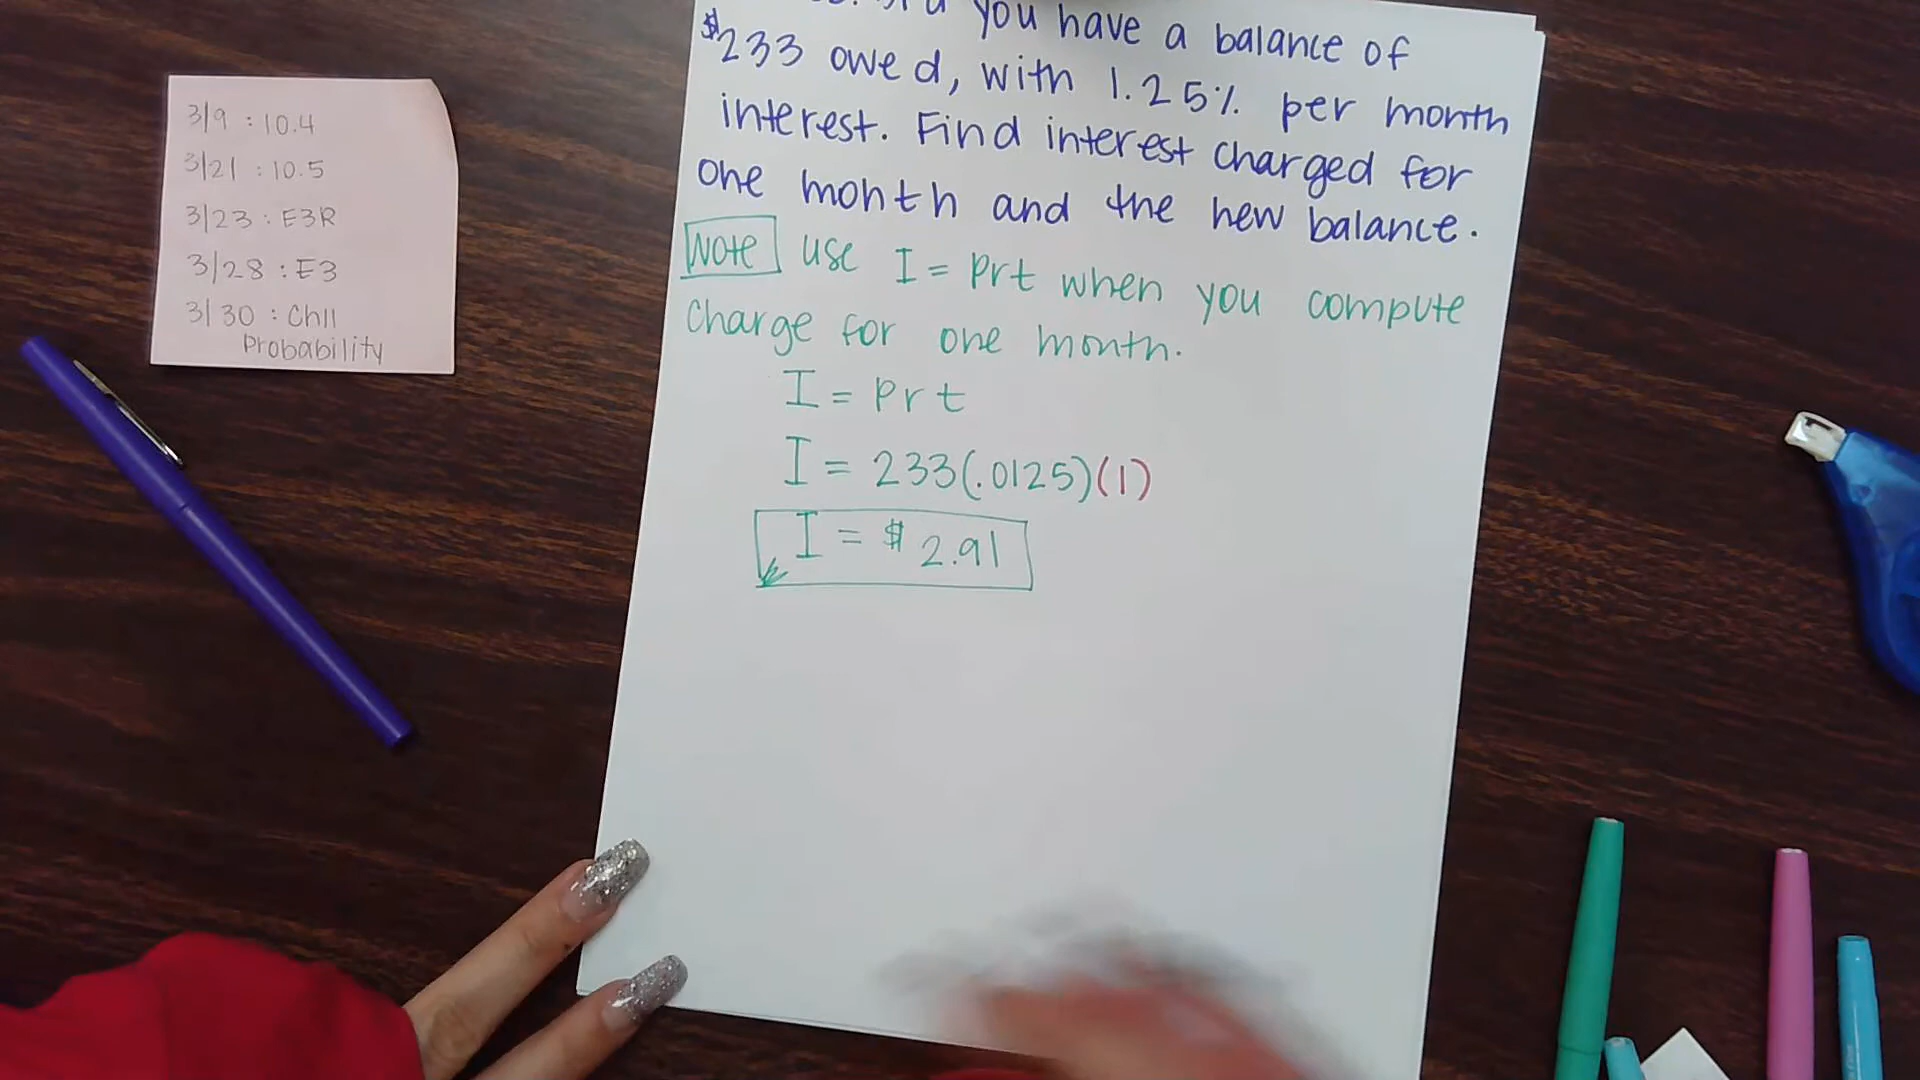 3/9 : 10.4
3/21 : 10.5
3/23 : E3R
3/28 : E3
3/30 : Ch11
Probability
you have a balance of
$233 owed, with 1.25% per month
interest. Find interest charged for
one month and the new balance.
Note use I = Prt when you compute
charge for one month.
I = Prt
I = 233(.0125)(1)
I = $2.91